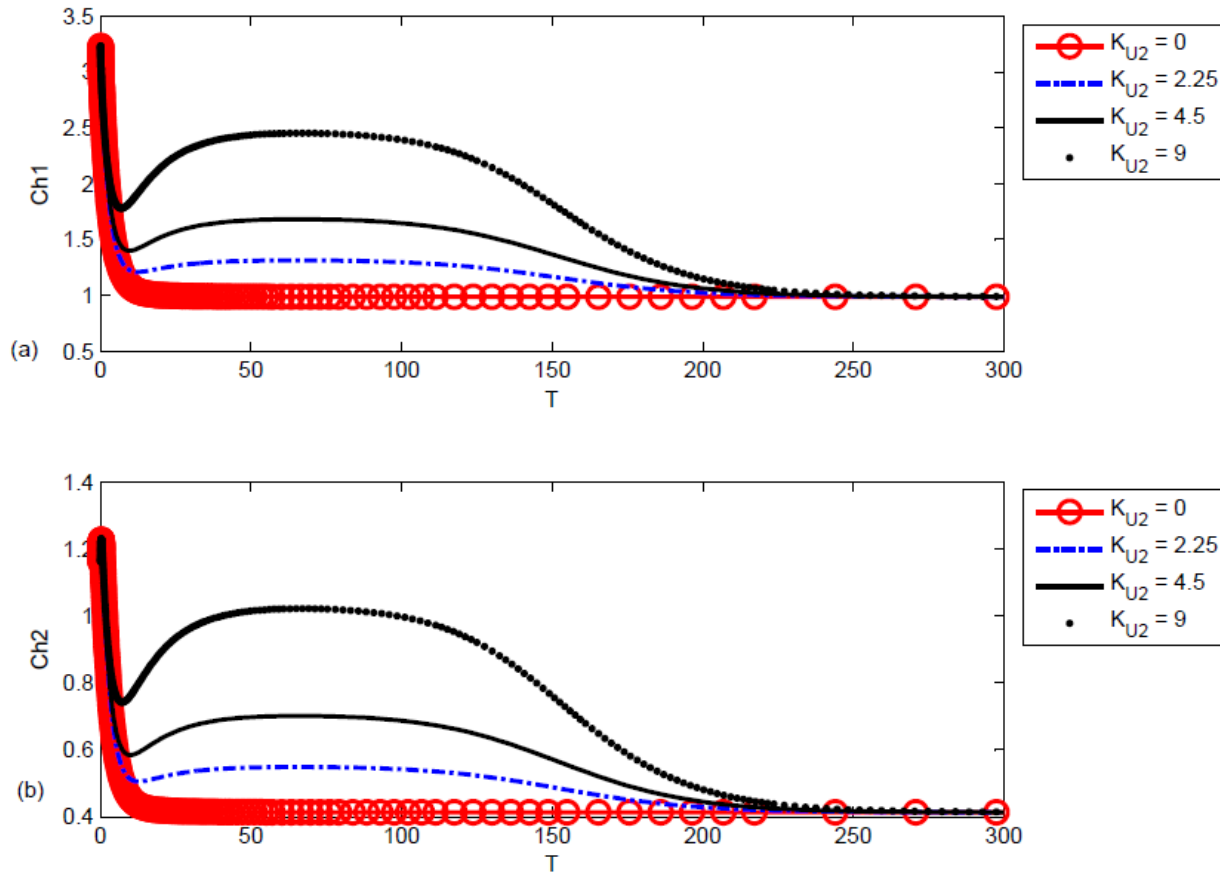 3.5
3
2.5
2
1.5
1
0.5
Ch1
(a)
0 50 100 150 200 250 300
T
K_U2 = 0
K_U2 = 2.25
K_U2 = 4.5
K_U2 = 9
1.4
1.2
1
0.8
0.6
0.4
Ch2
(b)
0 50 100 150 200 250 300
T
K_U2 = 0
K_U2 = 2.25
K_U2 = 4.5
K_U2 = 9